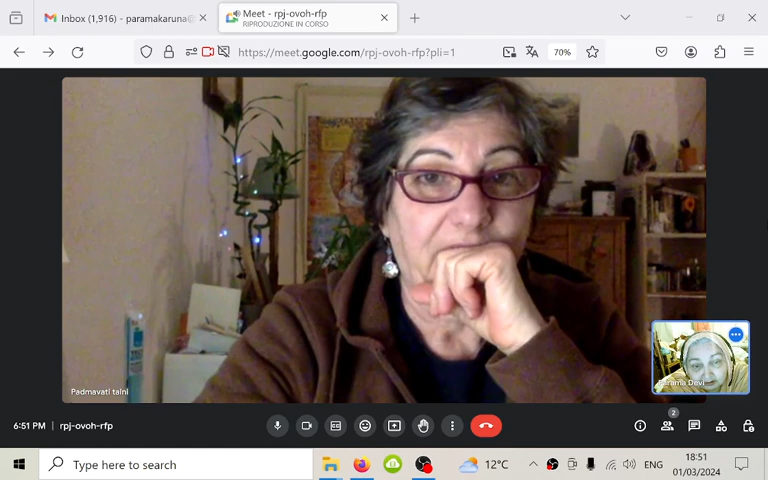 Inbox (1,916) - paramakaruna@
Meet - rpj-ovoh-rfp
RIPRODUZIONE IN CORSO
https://meet.google.com/rpj-ovoh-rfp?pli=1
70%
Padmavati taini
Parama Devi
2
6:51 PM | rpj-ovoh-rfp
Type here to search
12°C
ENG
18:51
01/03/2024